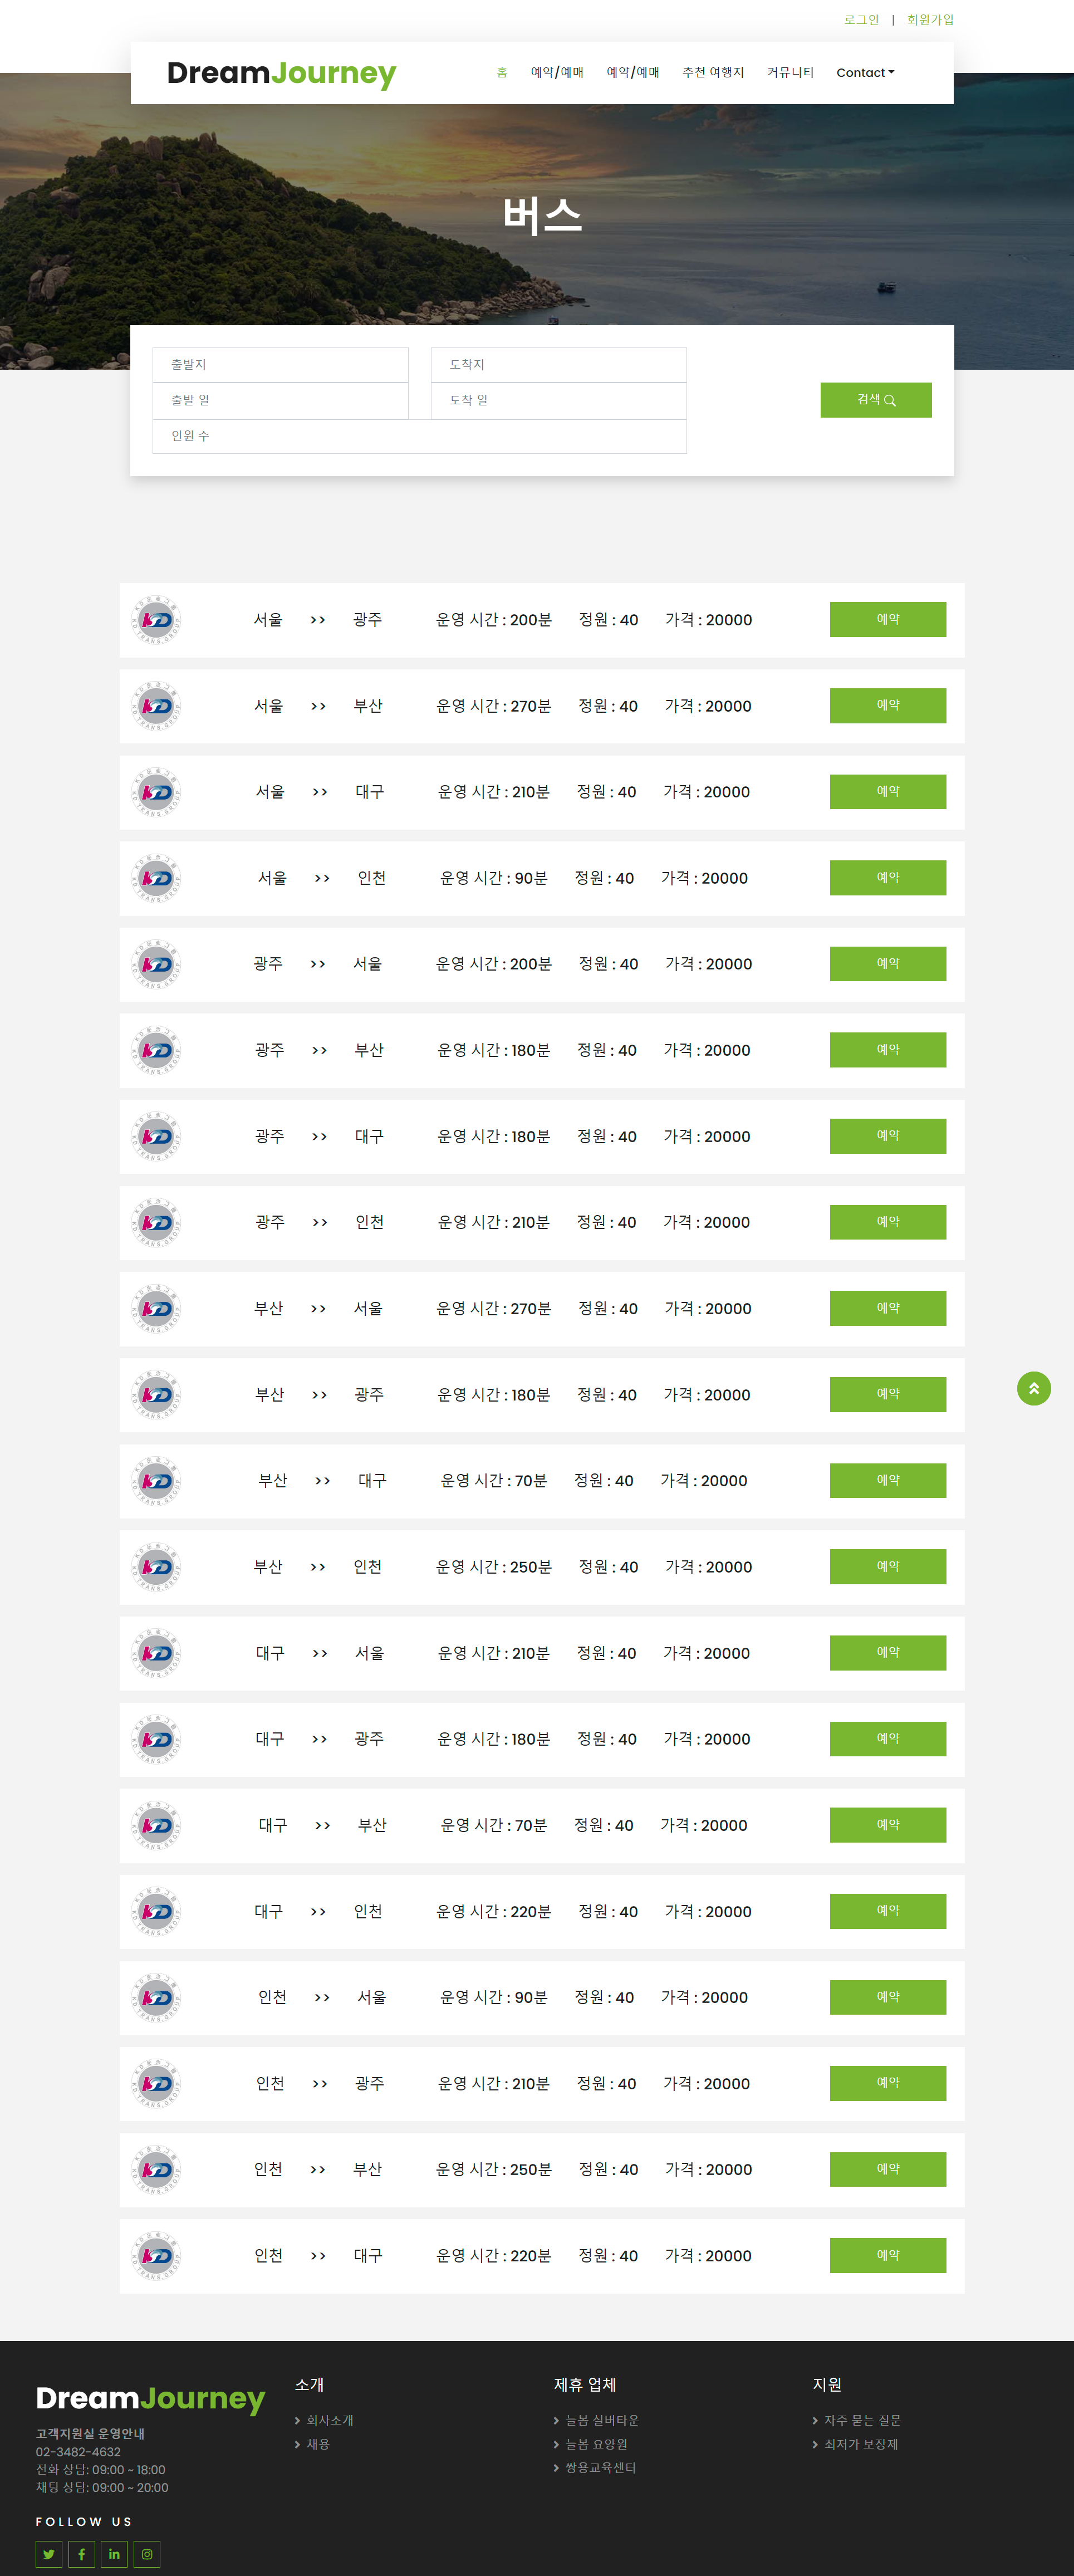 로그인 | 회원가입
DreamJourney 홈 예약/예매 예약/예매 추천 여행지 커뮤니티 Contact
버스
출발지 도착지
출발 일 도착 일
검색
인원 수
서울 >> 광주 운영 시간 : 200분 정원 : 40 가격 : 20000 예약
서울 >> 부산 운영 시간 : 270분 정원 : 40 가격 : 20000 예약
서울 >> 대구 운영 시간 : 210분 정원 : 40 가격 : 20000 예약
서울 >> 인천 운영 시간 : 90분 정원 : 40 가격 : 20000 예약
광주 >> 서울 운영 시간 : 200분 정원 : 40 가격 : 20000 예약
광주 >> 부산 운영 시간 : 180분 정원 : 40 가격 : 20000 예약
광주 >> 대구 운영 시간 : 180분 정원 : 40 가격 : 20000 예약
광주 >> 인천 운영 시간 : 210분 정원 : 40 가격 : 20000 예약
부산 >> 서울 운영 시간 : 270분 정원 : 40 가격 : 20000 예약
부산 >> 광주 운영 시간 : 180분 정원 : 40 가격 : 20000 예약
부산 >> 대구 운영 시간 : 70분 정원 : 40 가격 : 20000 예약
부산 >> 인천 운영 시간 : 250분 정원 : 40 가격 : 20000 예약
대구 >> 서울 운영 시간 : 210분 정원 : 40 가격 : 20000 예약
대구 >> 광주 운영 시간 : 180분 정원 : 40 가격 : 20000 예약
대구 >> 부산 운영 시간 : 70분 정원 : 40 가격 : 20000 예약
대구 >> 인천 운영 시간 : 220분 정원 : 40 가격 : 20000 예약
인천 >> 서울 운영 시간 : 90분 정원 : 40 가격 : 20000 예약
인천 >> 광주 운영 시간 : 210분 정원 : 40 가격 : 20000 예약
인천 >> 부산 운영 시간 : 250분 정원 : 40 가격 : 20000 예약
인천 >> 대구 운영 시간 : 220분 정원 : 40 가격 : 20000 예약
DreamJourney
고객지원실 운영안내
02-3482-4632
전화 상담: 09:00 ~ 18:00
채팅 상담: 09:00 ~ 20:00
FOLLOW US
소개
회사소개
채용
제휴 업체
늘봄 실버타운
늘봄 요양원
쌍용교육센터
지원
자주 묻는 질문
최저가 보장제